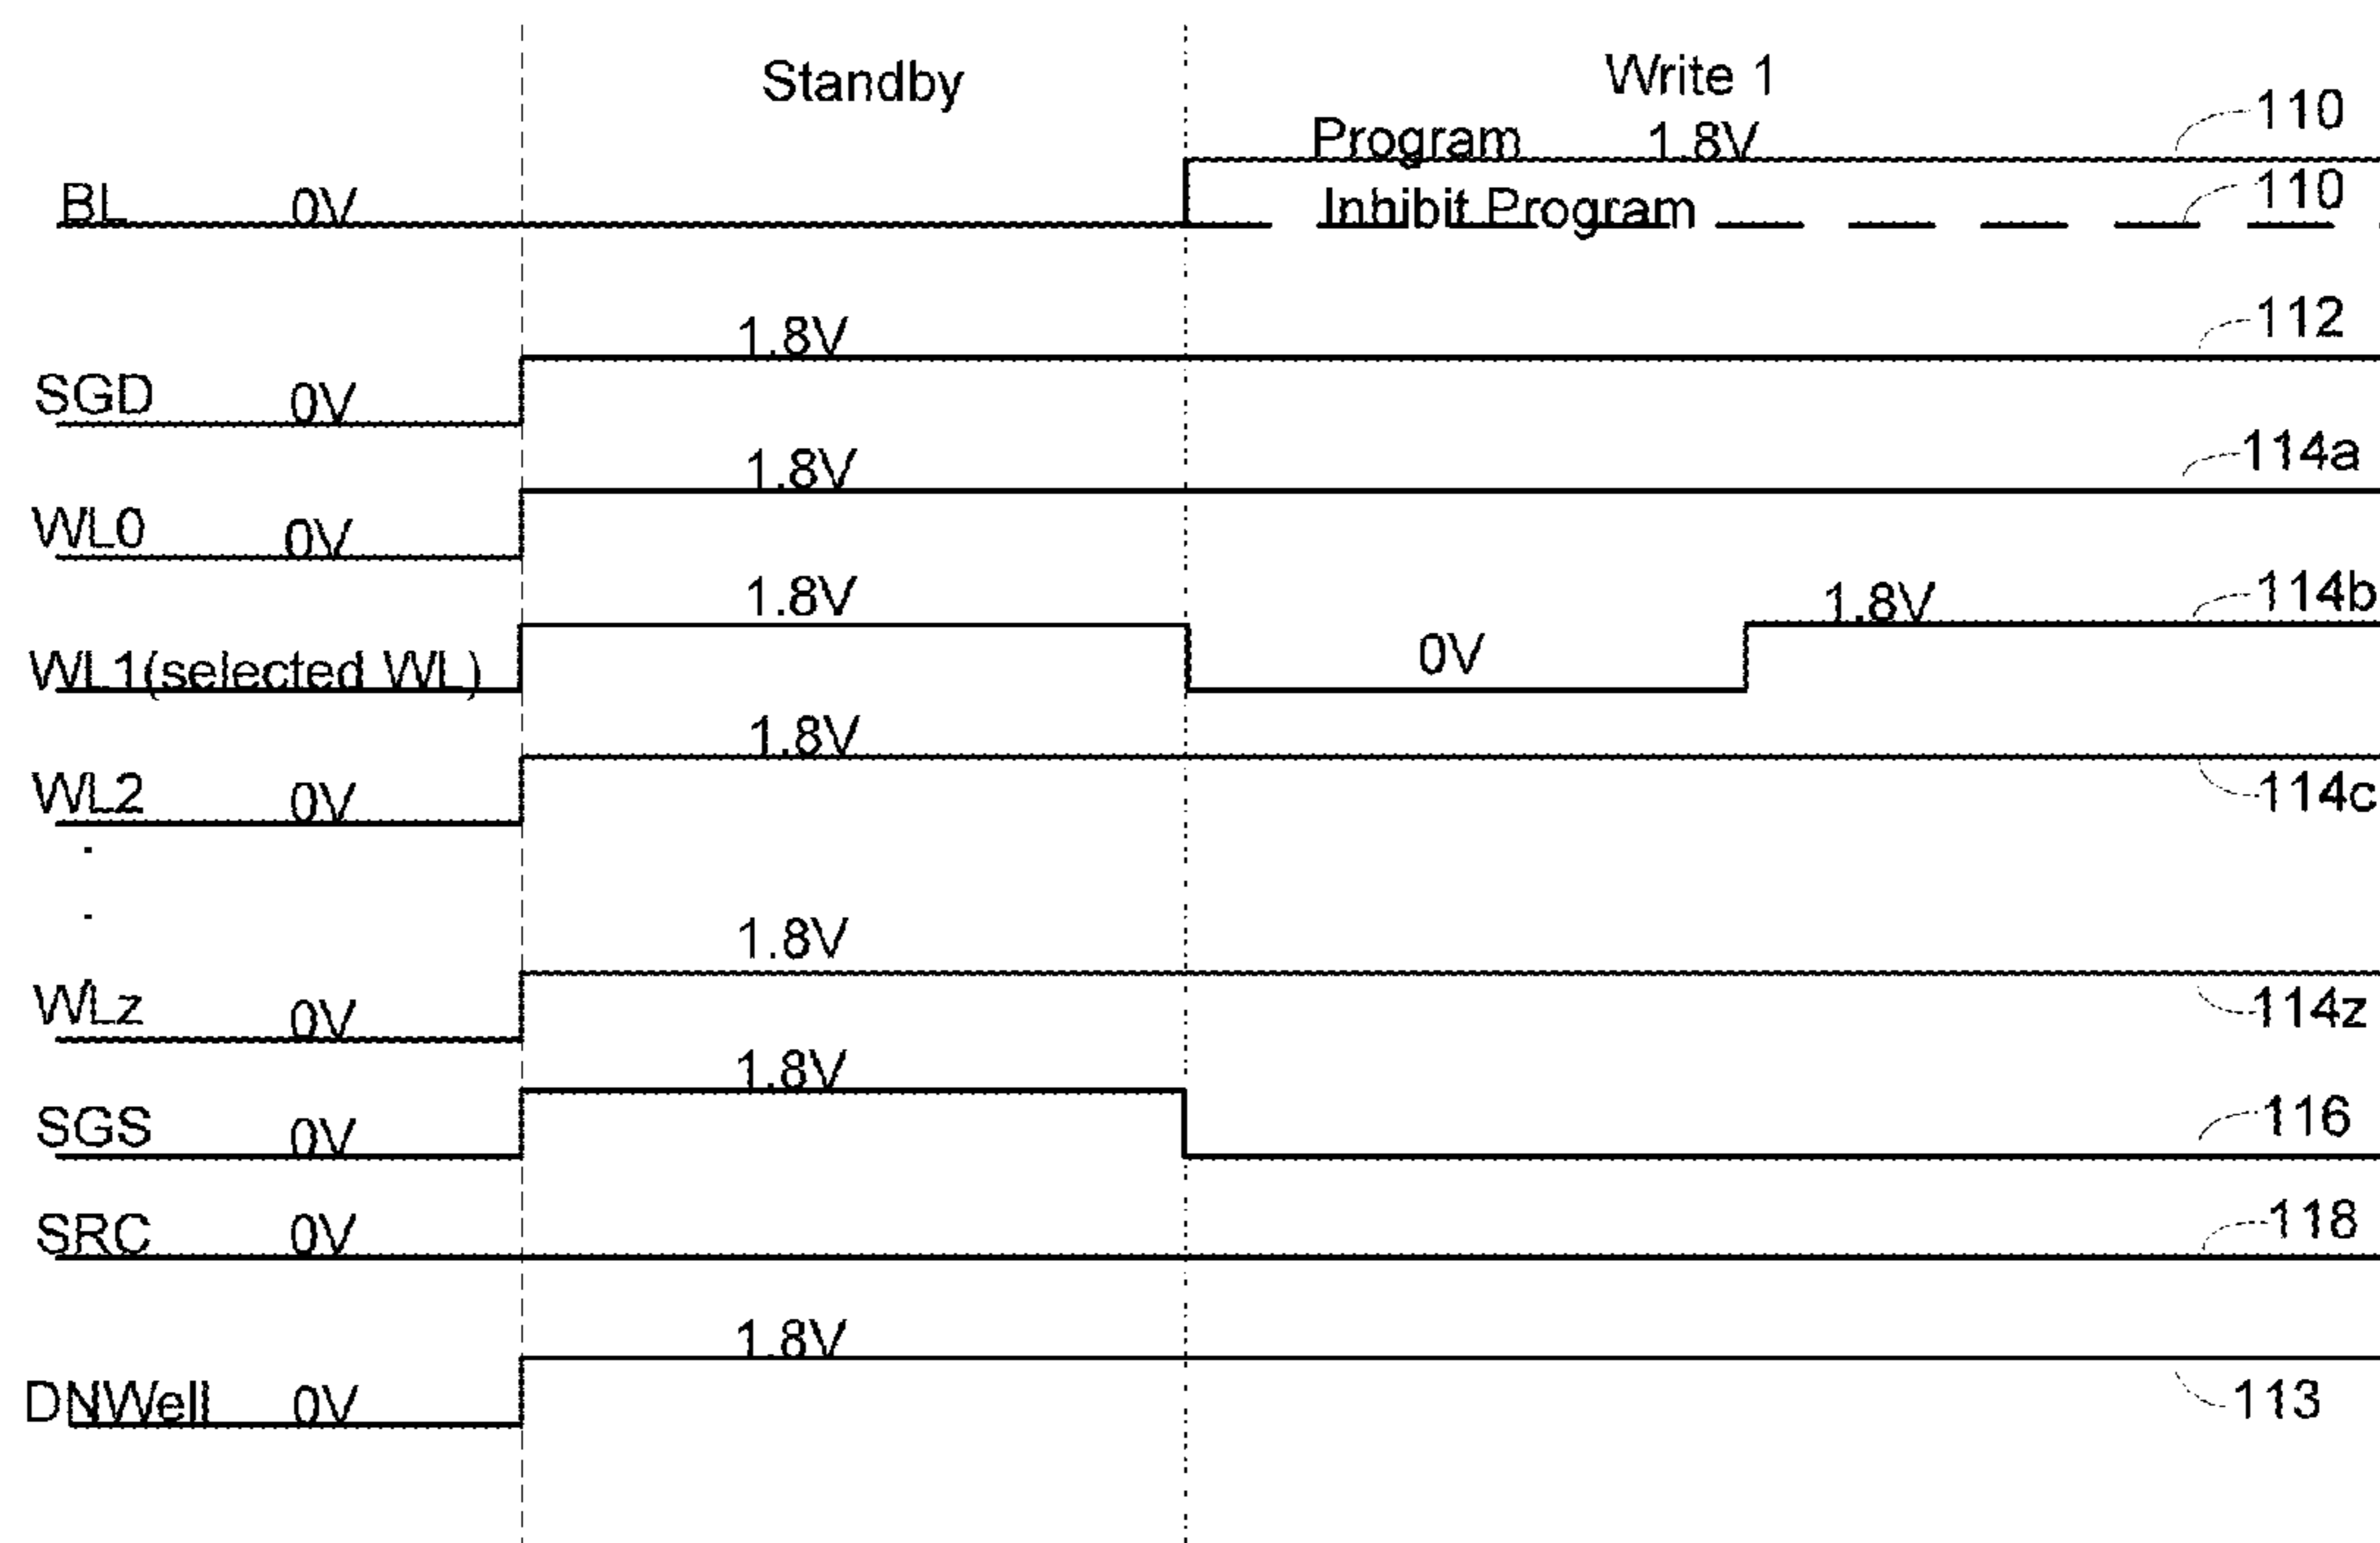 Standby
Write 1
Program 1.8V
110
BL 0V
Inhibit Program
110
1.8V
112
SGD 0V
1.8V
114a
WL0 0V
1.8V
1.8V
114b
WL1(selected WL)
0V
1.8V
WL2 0V
114c
.
.
1.8V
WLz 0V
114z
1.8V
SGS 0V
116
SRC 0V
118
1.8V
DNWell 0V
113